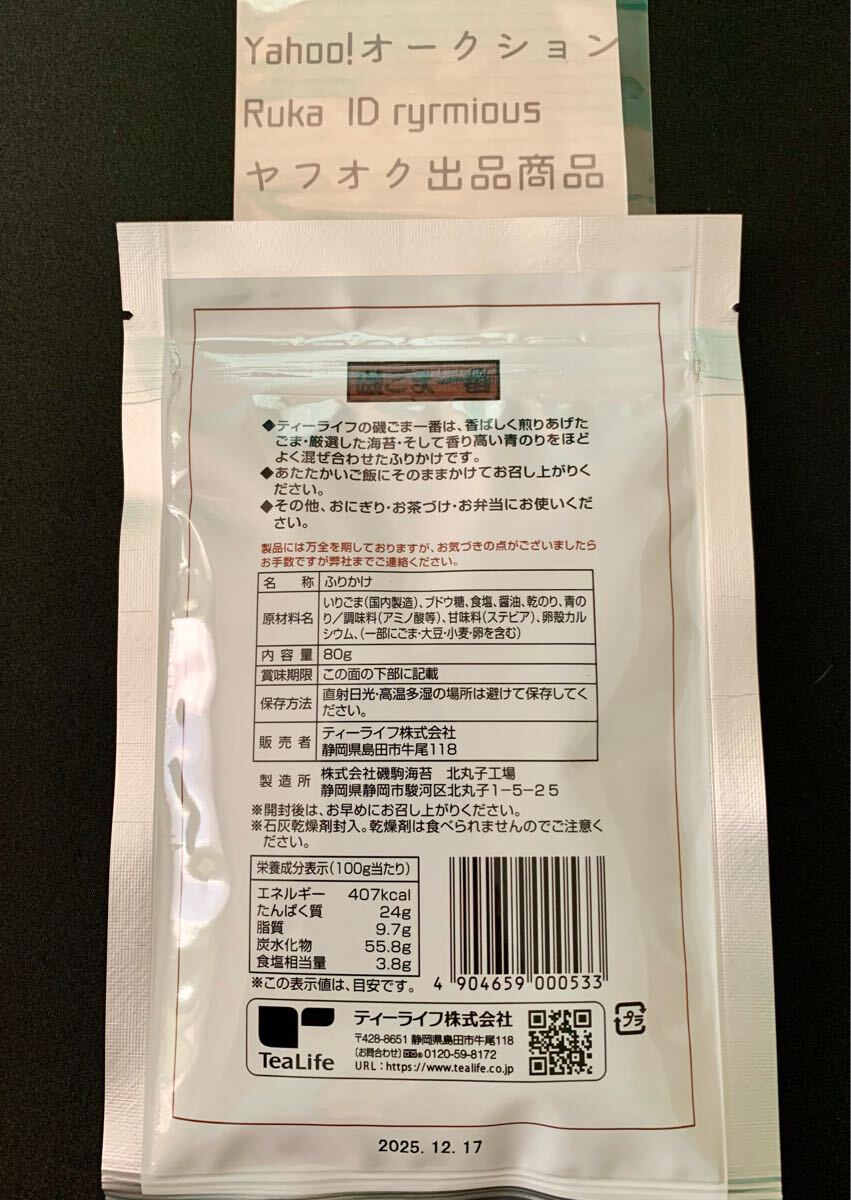 Yahoo!オークション
Ruka ID ryrmious
ヤフオク出品商品
磯ごま一番
◆ティーライフの磯ごま一番は、香ばしく煎りあげた
ごま・厳選した海苔・そして香り高い青のりをほど
よく混ぜ合わせたふりかけです。
◆あたたかいご飯にそのままかけてお召し上がりく
ださい。
◆その他、おにぎり・お茶づけ・お弁当にお使いくだ
さい。
製品には万全を期しておりますが、お気づきの点がございましたら
お手数ですが弊社までご連絡ください。
名称 ふりかけ
原材料名 いりごま(国内製造)、ブドウ糖、食塩、醤油、乾のり、青の
り/調味料(アミノ酸等)、甘味料(ステビア)、卵殻カル
シウム、(一部にごま・大豆・小麦・卵を含む)
内容量 80g
賞味期限 この面の下部に記載
保存方法 直射日光・高温多湿の場所は避けて保存してく
ださい。
販売者 ティーライフ株式会社
静岡県島田市牛尾118
製造所 株式会社磯駒海苔 北丸子工場
静岡県静岡市駿河区北丸子1-5-25
※開封後は、お早めにお召し上がりください。
※石灰乾燥剤封入。乾燥剤は食べられませんのでご注意く
ださい。
栄養成分表示(100g当たり)
エネルギー 407kcal
たんぱく質 24g
脂質 9.7g
炭水化物 55.8g
食塩相当量 3.8g
※この表示値は、目安です。
4 904659 000533
TeaLife
ティーライフ株式会社
〒428-8651 静岡県島田市牛尾118
〔お問合わせ〕0120-59-8172
URL:https://www.tealife.co.jp
プラ
2025.12.17